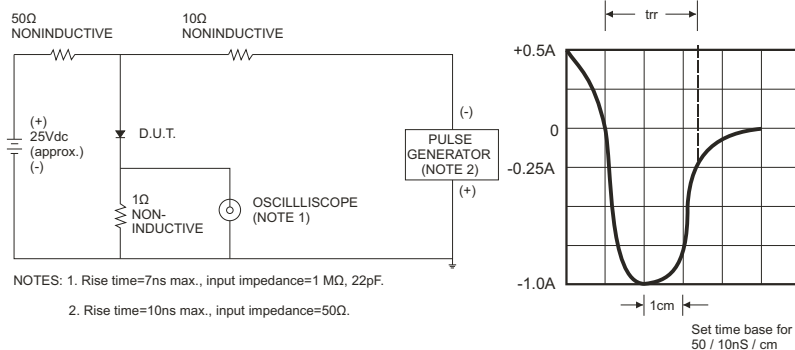 50Ω
NONINDUCTIVE
10Ω
NONINDUCTIVE
(+)
25Vdc
(approx.)
(-)
D.U.T.
1Ω
NON-
INDUCTIVE
OSCILLLISCOPE
(NOTE 1)
(-)
PULSE
GENERATOR
(NOTE 2)
(+)
NOTES: 1. Rise time=7ns max., input impedance=1 MΩ, 22pF.
2. Rise time=10ns max., input impedance=50Ω.
trr
+0.5A
0
-0.25A
-1.0A
1cm
Set time base for
50 / 10nS / cm